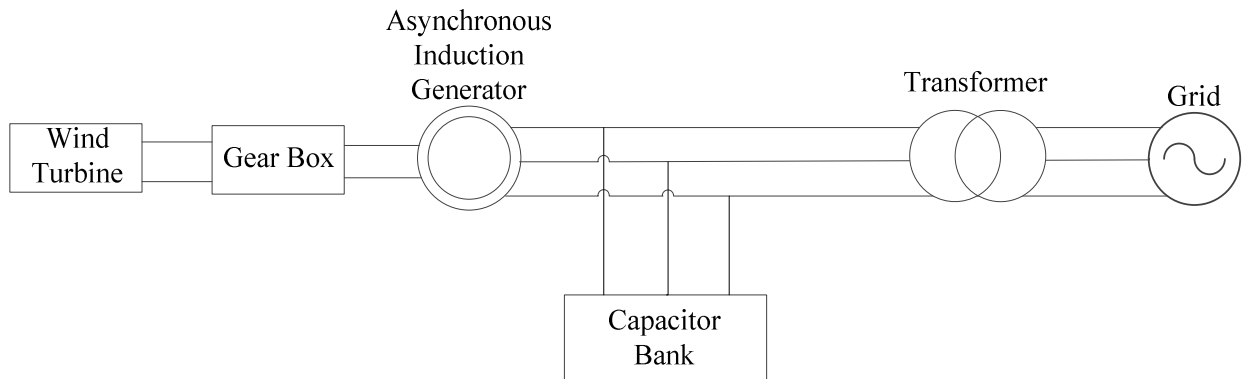 Asynchronous
Induction
Generator
Transformer
Grid
Wind
Turbine
Gear Box
Capacitor
Bank